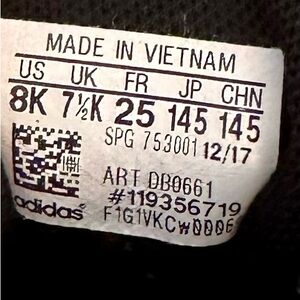 MADE IN VIETNAM
US UK FR JP CHN
8K 7½K 25 145 145
SPG 753001 12/17
ART DB0661
#119356719
adidas F1G1VKCW0006